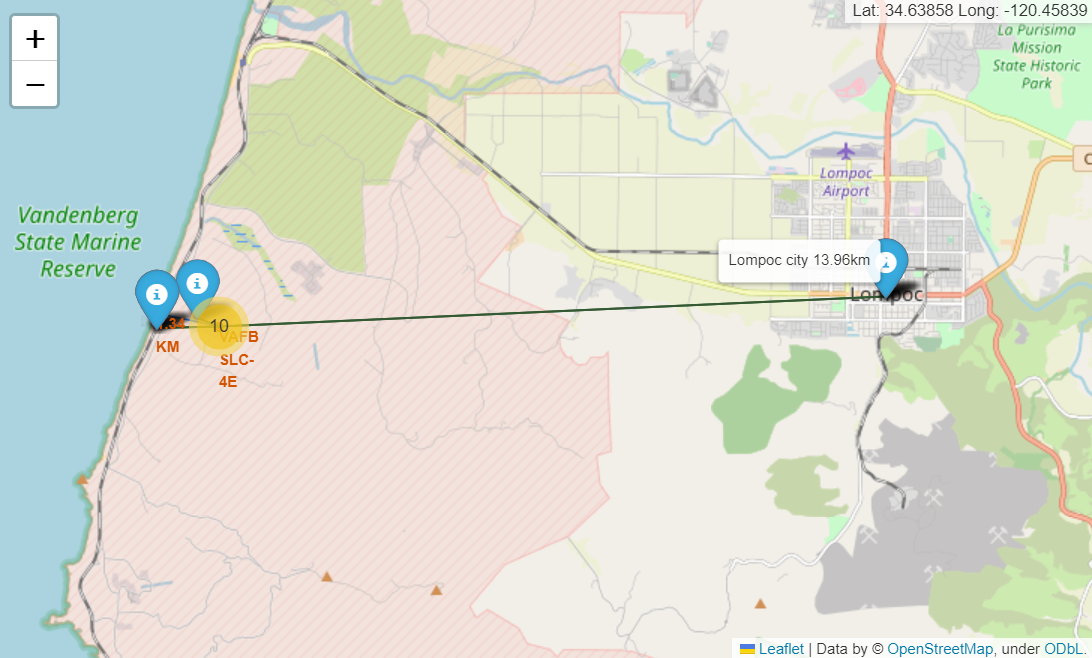 +
−
Lat: 34.63858 Long: -120.45839
La Purisima
Mission
State Historic
Park
Lompoc
Airport
Vandenberg
State Marine
Reserve
Lompoc city 13.96km
Lompoc
10
KM
VAFB
SLC-
4E
Leaflet | Data by © OpenStreetMap, under ODbL.